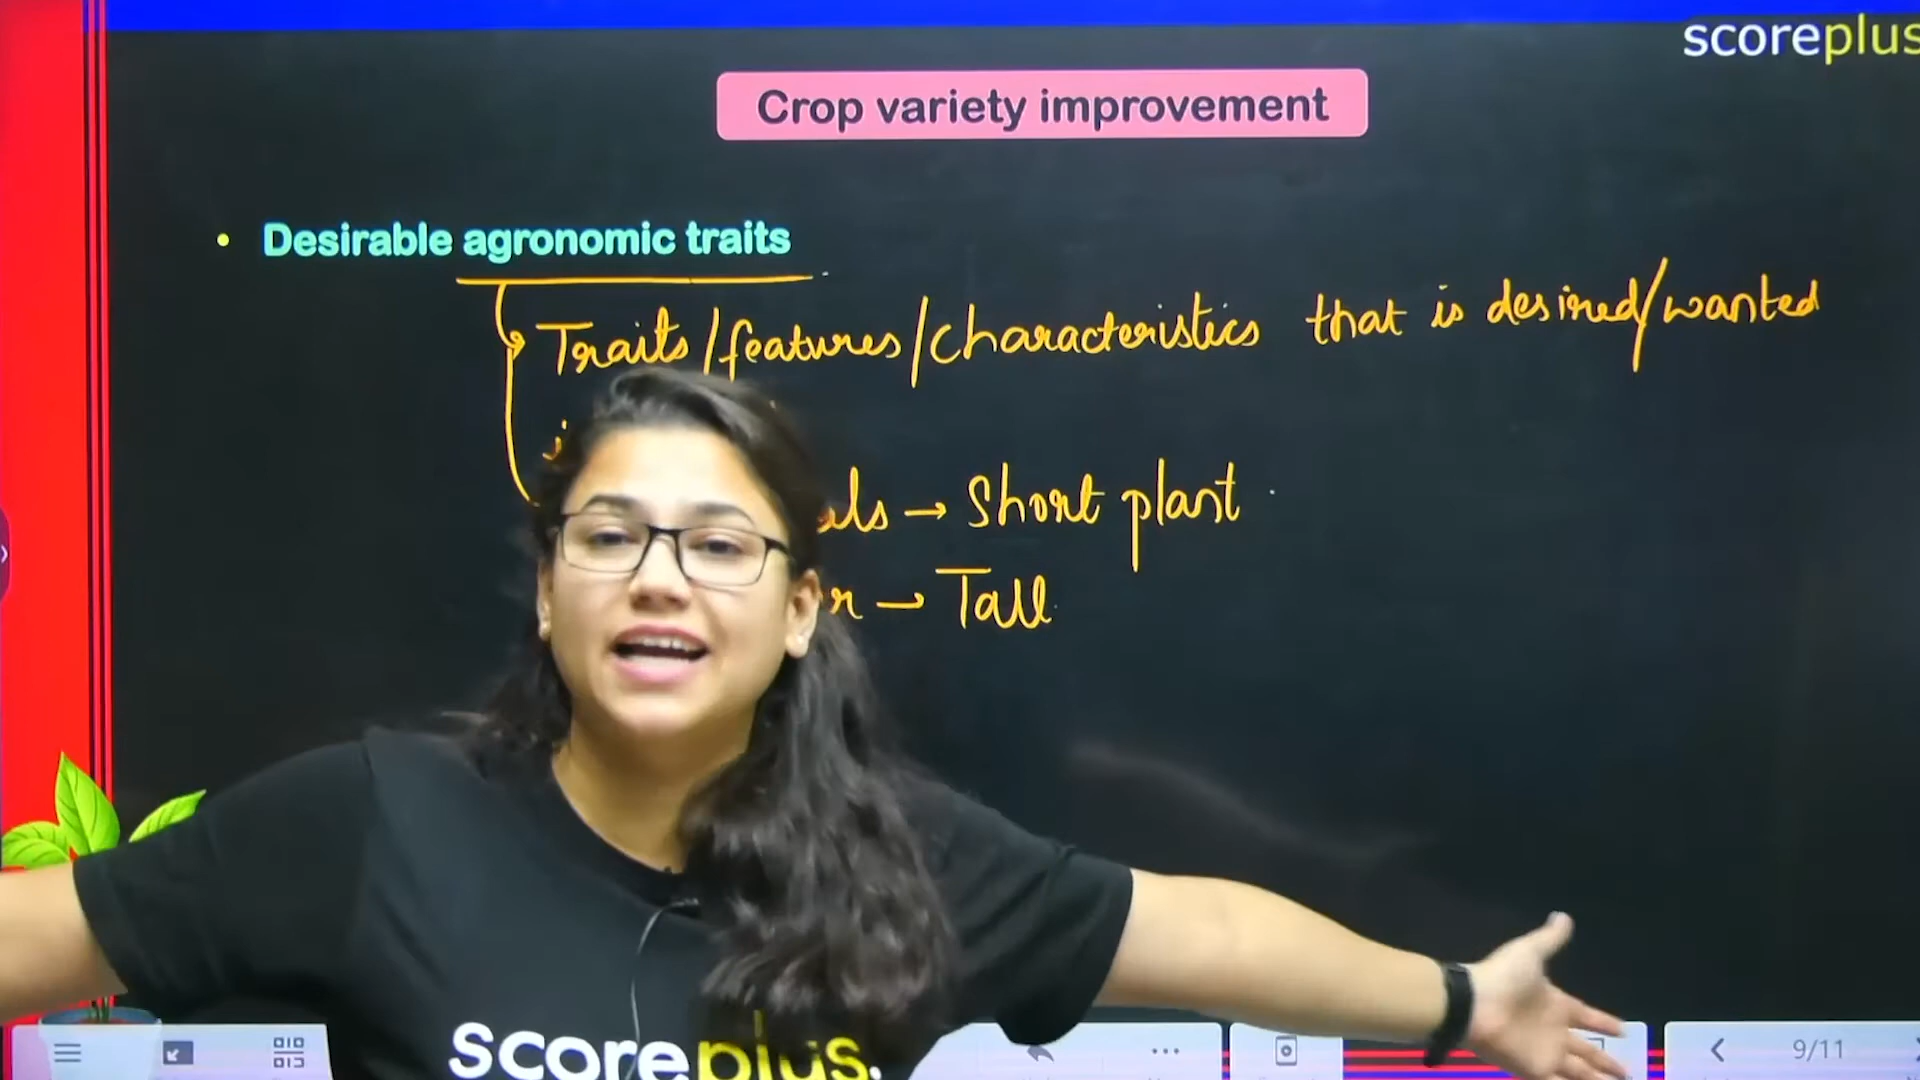 scoreplus
Crop variety improvement
• Desirable agronomic traits
Traits/features/characteristics that is desired/wanted
→ Short plant
→ Tall
scoreplus.
9/11